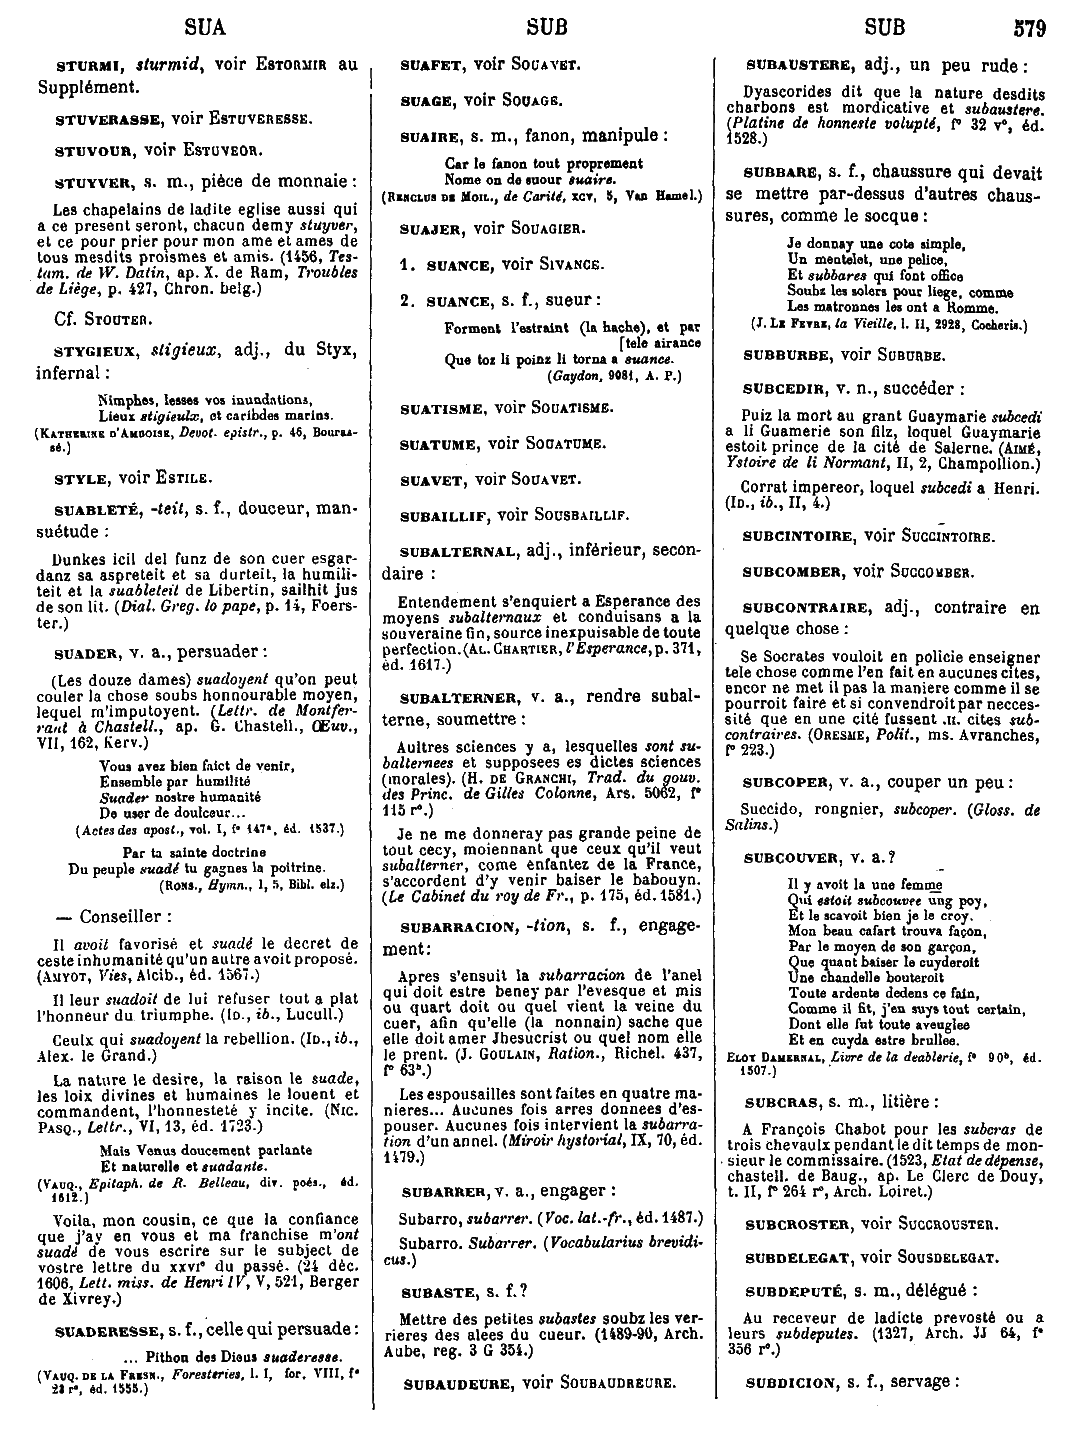 SUA
SUB
SUB
579
STURMI, sturmid, voir ESTORMIR au
Supplément.
STUVERASSE, voir ESTUVERESSE.
STUVOUR, voir ESTUVEOR.
STUYVER, s. m., pièce de monnaie :
Les chapelains de ladite eglise aussi qui
a ce present seront, chacun demy stuyver,
et ce pour prier pour mon ame et ames de
tous mesdits proismes et amis. (1456, Tes-
tam. de W. Datin, ap. X. de Ram, Troubles
de Liège, p. 427, Chron. belg.)
Cf. STOUTER.
STYGIEUX, stigieux, adj., du Styx,
infernal :
Nimphes, lesses vos inundations,
Lieux stigieulx, et caribdes marins.
(KATHERINE D'AMBOISE, Devot. epistr., p. 46, Bourras-
sé.)
STYLE, voir ESTILE.
SUABLETÉ, -teit, s. f., douceur, man-
suétude :
Dunkes icil del funz de son cuer esgar-
danz sa aspreteit et sa durteit, la humili-
teit et la suableteit de Libertin, sailhit jus
de son lit. (Dial. Greg. lo pape, p. 14, Foers-
ter.)
SUADER, v. a., persuader :
(Les douze dames) suadoyent qu'on peut
couler la chose soubs honnourable moyen,
lequel m'imputoyent. (Lettr. de Montfer-
rant à Chastell., ap. G. Chastell., Œuv.,
VII, 162, Kerv.)
Vous avez bien faict de venir,
Ensemble par humilité
Suader nostre humanité
De user de doulceur...
(Actes des apost., vol. I, f° 147ª, éd. 1537.)
Par ta sainte doctrine
Du peuple suadé tu gagnes la poitrine.
(RONS., Hymn., I, 5, Bibl. elz.)
— Conseiller :
Il avoit favorisé et suadé le decret de
ceste inhumanité qu'un autre avoit proposé.
(AMYOT, Vies, Alcib., éd. 1567.)
Il leur suadoit de lui refuser tout a plat
l'honneur du triumphe. (ID., ib., Lucull.)
Ceulx qui suadoyent la rebellion. (ID., ib.,
Alex. le Grand.)
La nature le desire, la raison le suade,
les loix divines et humaines le louent et
commandent, l'honnesteté y incite. (NIC.
PASQ., Lettr., VI, 13, éd. 1723.)
Mais Venus doucement parlante
Et naturelle et suadante.
(VAUQ., Epitaph. de R. Belleau, div. poés., éd.
1612.)
Voila, mon cousin, ce que la confiance
que j'ay en vous et ma franchise m'ont
suadé de vous escrire sur le subject de
vostre lettre du XXVIe du passé. (24 déc.
1606, Lett. miss. de Henri IV, V, 521, Berger
de Xivrey.)
SUADERESSE, s. f., celle qui persuade :
... Pithon des Dieus suaderesse.
(VAUQ. DE LA FRESN., Foresteries, l. I, for. VIII, f°
28 r°, éd. 1555.)
SUAFET, voir SOUAVET.
SUAGE, voir SOUAGE.
SUAIRE, s. m., fanon, manipule :
Car le fanon tout proprement
Nome on de suour suaire.
(RENCLUS DE MOIL., de Carité, XCV, 5, Van Hamel.)
SUAJER, voir SOUAGIER.
1. SUANCE, voir SIVANCE.
2. SUANCE, s. f., sueur :
Forment l'estraint (la hache), et par
[tele airance
Que toz li poinz li torna a suance.
(Gaydon, 9081, A. P.)
SUATISME, voir SOUATISME.
SUATUME, voir SOUATUME.
SUAVET, voir SOUAVET.
SUBAILLIF, voir SOUSBAILLIF.
SUBALTERNAL, adj., inférieur, secon-
daire :
Entendement s'enquiert a Esperance des
moyens subalternaux et conduisans a la
souveraine fin, source inexpuisable de toute
perfection. (AL. CHARTIER, l'Esperance, p. 371,
éd. 1617.)
SUBALTERNER, v. a., rendre subal-
terne, soumettre :
Aultres sciences y a, lesquelles sont su-
balternees et supposees es dictes sciences
(morales). (H. DE GRANCHI, Trad. du gouv.
des Princ. de Gilles Colonne, Ars. 5062, f°
115 r°.)
Je ne me donneray pas grande peine de
tout cecy, moiennant que ceux qu'il veut
subalterner, come enfantez de la France,
s'accordent d'y venir baiser le babouyn.
(Le Cabinet du roy de Fr., p. 175, éd. 1581.)
SUBARRACION, -tion, s. f., engage-
ment :
Apres s'ensuit la subarracion de l'anel
qui doit estre beney par l'evesque et mis
ou quart doit ou quel vient la veine du
cuer, afin qu'elle (la nonnain) sache que
elle doit amer Jhesucrist ou quel nom elle
le prent. (J. GOULAIN, Ration., Richel. 437,
f° 63ᵇ.)
Les espousailles sont faites en quatre ma-
nieres... Aucunes fois arres donnees d'es-
pouser. Aucunes fois intervient la subarra-
tion d'un annel. (Miroir hystorial, IX, 70, éd.
1479.)
SUBARRER, v. a., engager :
Subarro, subarrer. (Voc. lat.-fr., éd. 1487.)
Subarro. Subarrer. (Vocabularius brevidi-
cus.)
SUBASTE, s. f.?
Mettre des petites subastes soubz les ver-
rieres des alees du cueur. (1489-90, Arch.
Aube, reg. 3 G 354.)
SUBAUDEURE, voir SOUBAUDREURE.
SUBAUSTERE, adj., un peu rude :
Dyascorides dit que la nature desdits
charbons est mordicative et subaustere.
(Platine de honneste volupté, f° 32 v°, éd.
1528.)
SUBBARE, s. f., chaussure qui devait
se mettre par-dessus d'autres chaus-
sures, comme le socque :
Je donnay une cote simple,
Un mentelet, une pelice,
Et subbares qui font office
Soubz les solers pour liege, comme
Les matronnes les ont a Romme.
(J. LE FEVRE, la Vieille, l. II, 2928, Cocheris.)
SUBBURBE, voir SUBURBE.
SUBCEDIR, v. n., succéder :
Puiz la mort au grant Guaymarie subcedi
a li Guamerie son filz, loquel Guaymarie
estoit prince de la cité de Salerne. (AIMÉ,
Ystoire de li Normant, II, 2, Champollion.)
Corrat impereor, loquel subcedi a Henri.
(ID., ib., II, 4.)
SUBCINTOIRE, voir SUCCINTOIRE.
SUBCOMBER, voir SUCCOMBER.
SUBCONTRAIRE, adj., contraire en
quelque chose :
Se Socrates vouloit en policie enseigner
tele chose comme l'en fait en aucunes cites,
encor ne met il pas la maniere comme il se
pourroit faire et si convendroit par neces-
sité que en une cité fussent .II. cites sub-
contraires. (ORESME, Polit., ms. Avranches,
f° 223.)
SUBCOPER, v. a., couper un peu :
Succido, rongnier, subcoper. (Gloss. de
Salins.)
SUBCOUVER, v. a.?
Il y avoit la une femme
Qui estoit subcouvee ung poy,
Et le scavoit bien je le croy.
Mon beau cafart trouva façon,
Par le moyen de son garçon,
Que quant baiser le cuyderoit
Une chandelle bouteroit
Toute ardente dedens ce fain,
Comme il fit, j'en suys tout certain,
Dont elle fut toute aveuglee
Et en cuyda estre brullee.
ELOY DAMERNAL, Livre de la deablerie, f° 90ᵇ, éd.
1507.)
SUBCRAS, s. m., litière :
A François Chabot pour les subcras de
trois chevaulx pendant le dit temps de mon-
sieur le commissaire. (1523, Etat de dépense,
chastell. de Baug., ap. Le Clerc de Douy,
t. II, f° 264 r°, Arch. Loiret.)
SUBCROSTER, voir SUCCROUSTER.
SUBDELEGAT, voir SOUSDELEGAT.
SUBDEPUTÉ, s. m., délégué :
Au receveur de ladicte prevosté ou a
leurs subdeputes. (1327, Arch. JJ 64, f°
356 r°.)
SUBDICION, s. f., servage :